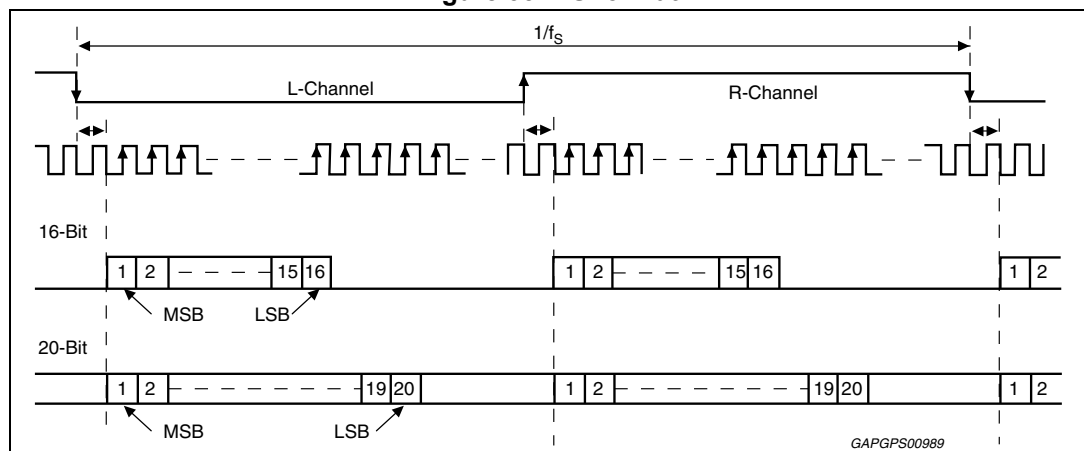 1/fS
L-Channel
R-Channel
16-Bit
1 2 15 16 1 2 15 16 1 2
MSB LSB
20-Bit
1 2 19 20 1 2 19 20 1 2
MSB LSB
GAPGPS00989